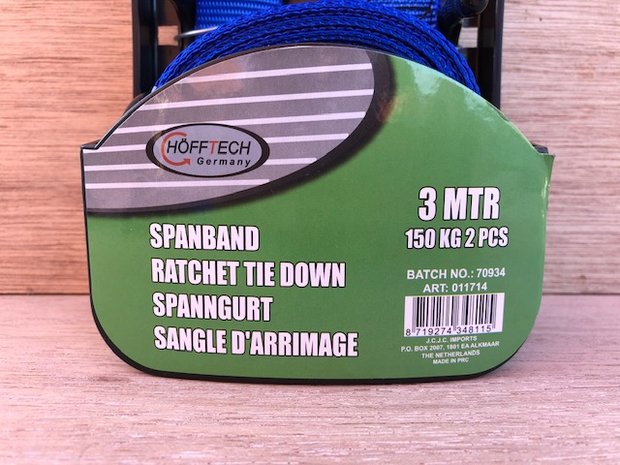 HÖFFTECH
Germany
SPANBAND
RATCHET TIE DOWN
SPANNGURT
SANGLE D'ARRIMAGE
3 MTR
150 KG 2 PCS
BATCH NO.: 70934
ART: 011714
8 719274 348115
J.C.J.C. IMPORTS
P.O. BOX 2007, 1801 EA ALKMAAR
THE NETHERLANDS
MADE IN PRC